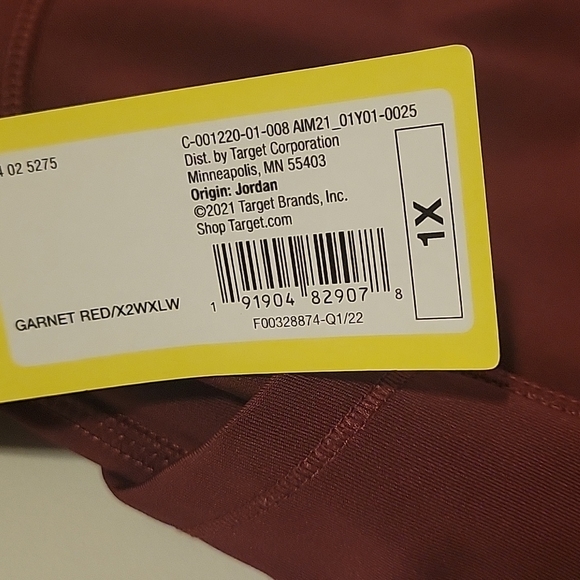 02 5275
C-001220-01-008 AIM21_01Y01-0025
Dist. by Target Corporation
Minneapolis, MN 55403
Origin: Jordan
©2021 Target Brands, Inc.
Shop Target.com
1X
1 91904 82907 8
GARNET RED/X2WXLW
F00328874-Q1/22